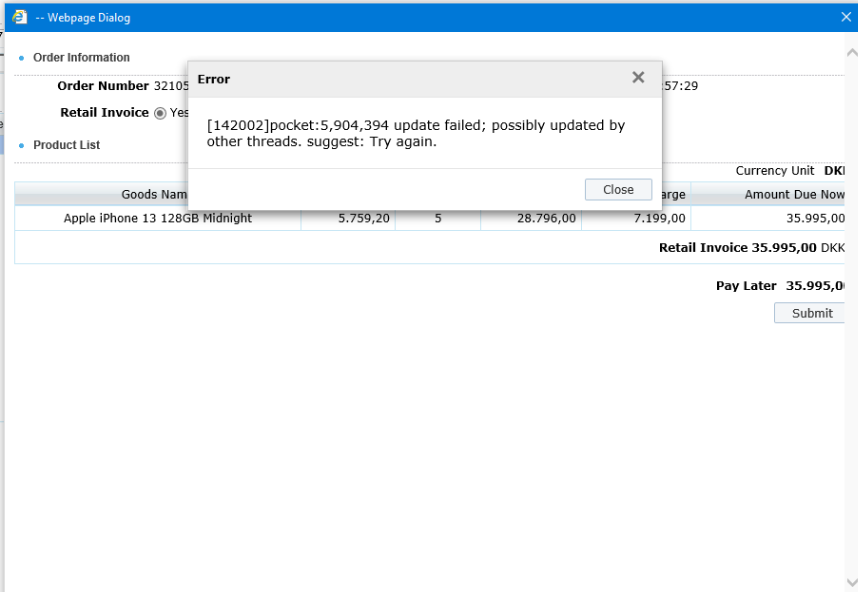 -- Webpage Dialog
Order Information
Order Number 32105
57:29
Retail Invoice Yes
Error
[142002]pocket:5,904,394 update failed; possibly updated by
other threads. suggest: Try again.
Close
Product List
Currency Unit DK
Goods Nam arge Amount Due Now
Apple iPhone 13 128GB Midnight 5.759,20 5 28.796,00 7.199,00 35.995,00
Retail Invoice 35.995,00 DKK
Pay Later 35.995,0
Submit